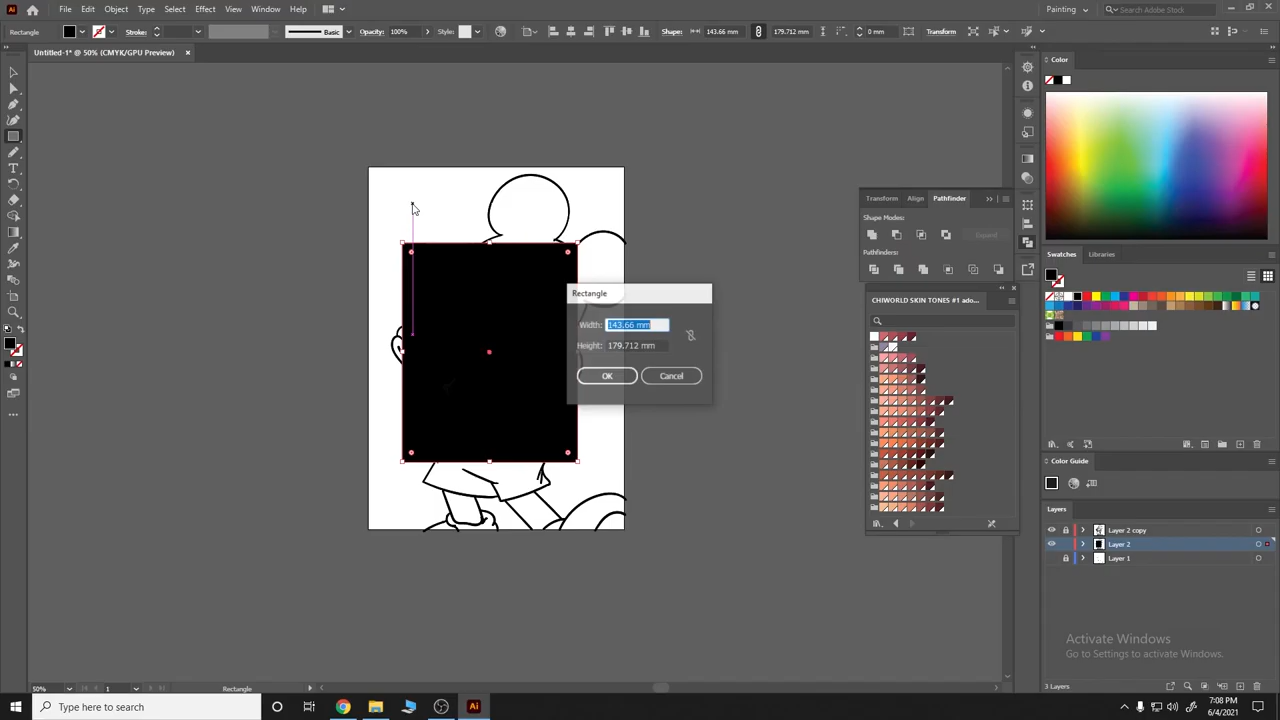 File Edit Object Type Select Effect View Window Help
Painting
Search Adobe Stock
Rectangle
Stroke:
Basic
Opacity: 100%
Style:
Shape:
143.66 mm
179.712 mm
0 mm
Transform
Untitled-1* @ 50% (CMYK/GPU Preview)
Color
Transform Align Pathfinder
Shape Modes:
Expand
Pathfinders:
Swatches Libraries
Rectangle
Width: 143.66 mm
Height: 179.712 mm
OK Cancel
CHIWORLD SKIN TONES #1 ado...
Color Guide
Layers
Layer 2 copy
Layer 2
Layer 1
Activate Windows
Go to Settings to activate Windows.
3 Layers
50%
1
Rectangle
Type here to search
Ai
7:08 PM
6/4/2021